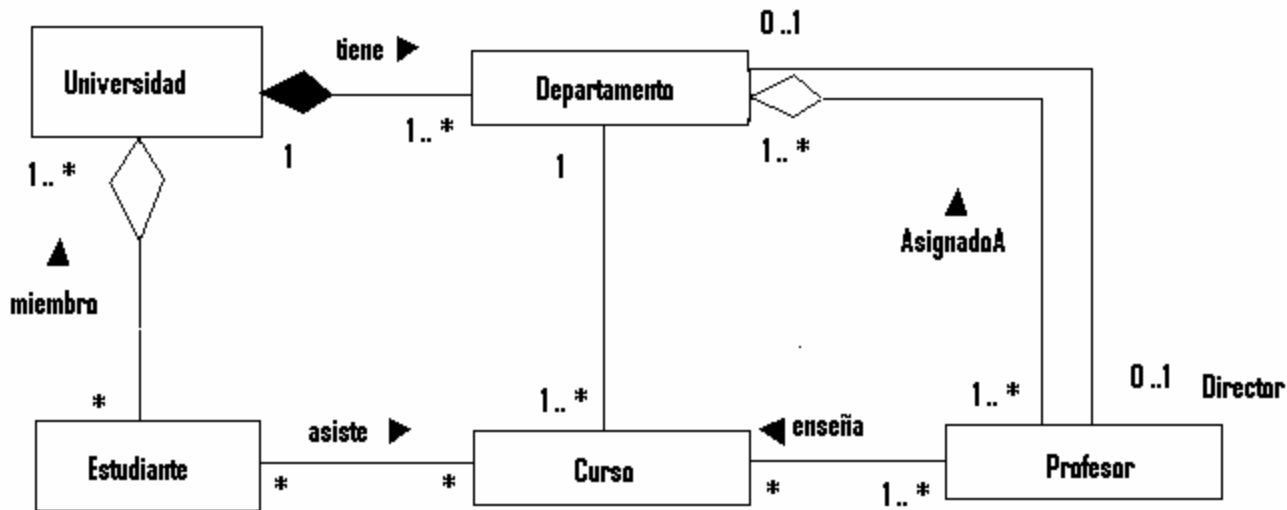 0 ..1
tiene
Universidad
Departamento
1.. *
1
1.. *
1
1.. *
AsignadoA
miembro
*
1.. *
1.. *
0 ..1
Director
asiste
enseña
Estudiante
Curso
Profesor
*
*
*
1.. *